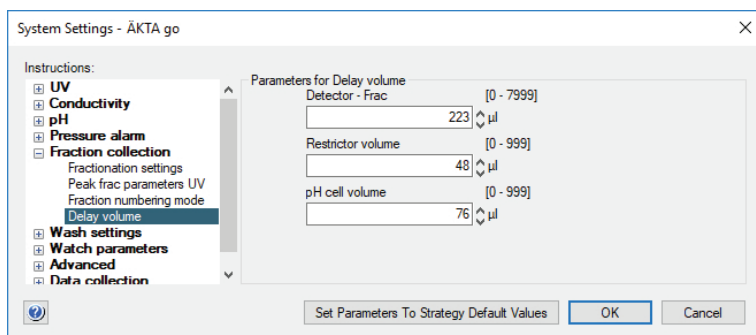 System Settings - ÄKTA go
Instructions:
UV
Conductivity
pH
Pressure alarm
Fraction collection
Fractionation settings
Peak frac parameters UV
Fraction numbering mode
Delay volume
Wash settings
Watch parameters
Advanced
Data collection
Parameters for Delay volume
Detector - Frac [0 - 7999]
223 µl
Restrictor volume [0 - 999]
48 µl
pH cell volume [0 - 999]
76 µl
Set Parameters To Strategy Default Values OK Cancel